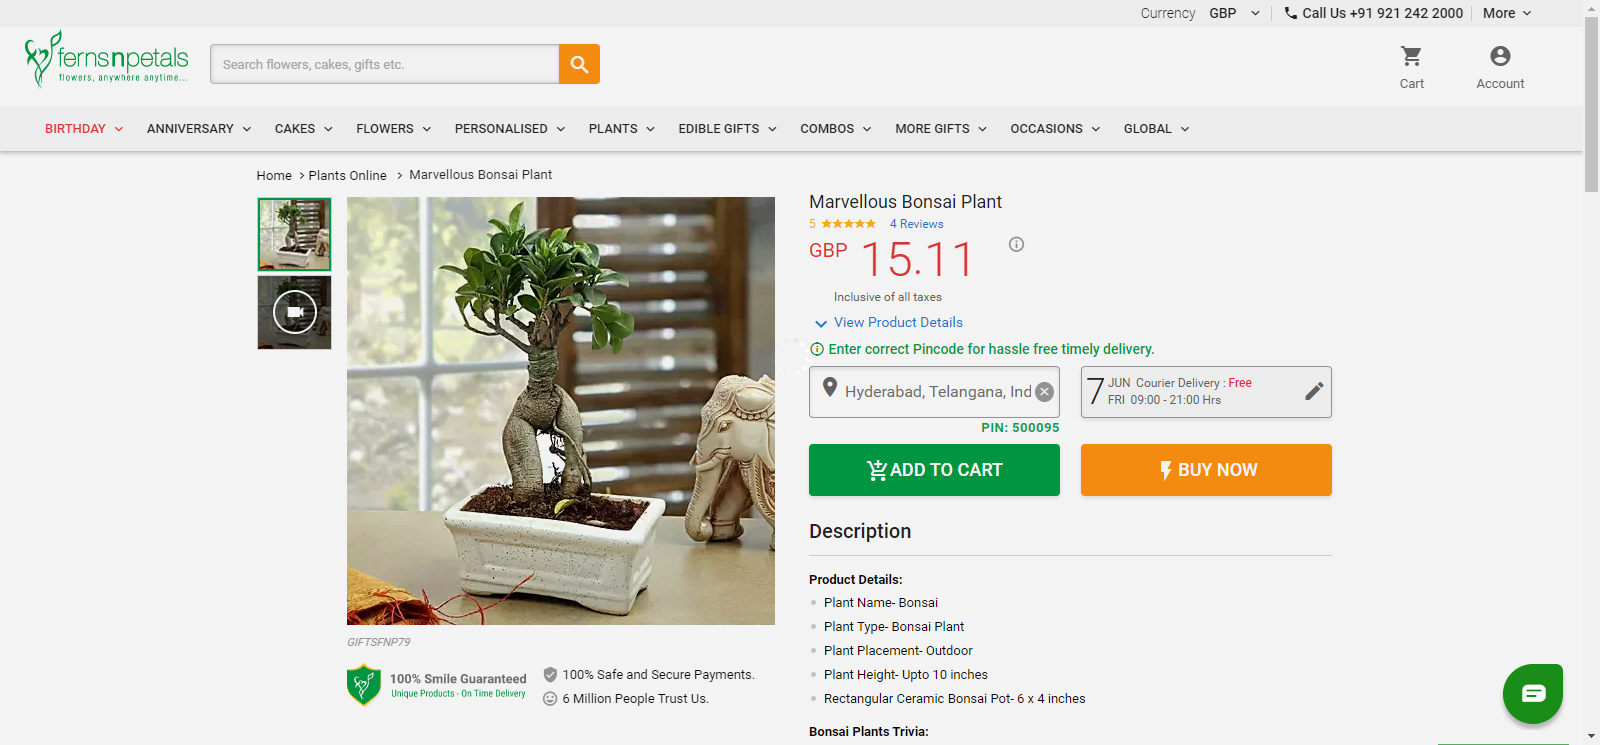 Currency GBP Call Us +91 921 242 2000 More
fernsnpetals
flowers, anywhere anytime...
Search flowers, cakes, gifts etc.
Cart
Account
BIRTHDAY ANNIVERSARY CAKES FLOWERS PERSONALISED PLANTS EDIBLE GIFTS COMBOS MORE GIFTS OCCASIONS GLOBAL
Home > Plants Online > Marvellous Bonsai Plant
Marvellous Bonsai Plant
5 ★★★★★ 4 Reviews
GBP 15.11
Inclusive of all taxes
View Product Details
Enter correct Pincode for hassle free timely delivery.
Hyderabad, Telangana, Ind
PIN: 500095
7 JUN Courier Delivery : Free
FRI 09:00 - 21:00 Hrs
ADD TO CART
BUY NOW
Description
Product Details:
Plant Name- Bonsai
Plant Type- Bonsai Plant
Plant Placement- Outdoor
Plant Height- Upto 10 inches
Rectangular Ceramic Bonsai Pot- 6 x 4 inches
Bonsai Plants Trivia:
GIFTSFNP79
100% Smile Guaranteed
Unique Products - On Time Delivery
100% Safe and Secure Payments.
6 Million People Trust Us.